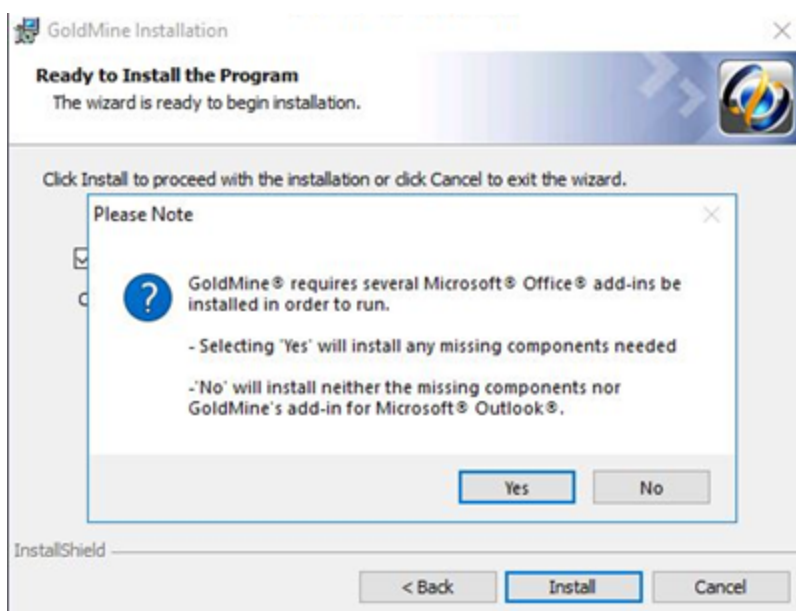 GoldMine Installation
Ready to Install the Program
The wizard is ready to begin installation.
Click Install to proceed with the installation or click Cancel to exit the wizard.
Please Note
GoldMine® requires several Microsoft® Office® add-ins be
installed in order to run.
- Selecting 'Yes' will install any missing components needed
-'No' will install neither the missing components nor
GoldMine's add-in for Microsoft® Outlook®.
Yes
No
InstallShield
< Back
Install
Cancel